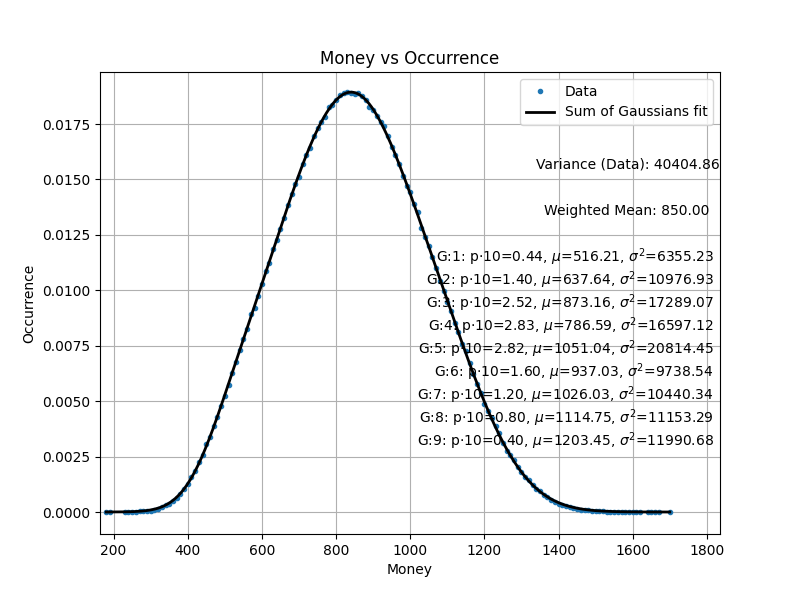 Money vs Occurrence
Data
Sum of Gaussians fit
Variance (Data): 40404.86
Weighted Mean: 850.00
G:1: p·10=0.44, μ=516.21, σ²=6355.23
G:2: p·10=1.40, μ=637.64, σ²=10976.93
G:3: p·10=2.52, μ=873.16, σ²=17289.07
G:4: p·10=2.83, μ=786.59, σ²=16597.12
G:5: p·10=2.82, μ=1051.04, σ²=20814.45
G:6: p·10=1.60, μ=937.03, σ²=9738.54
G:7: p·10=1.20, μ=1026.03, σ²=10440.34
G:8: p·10=0.80, μ=1114.75, σ²=11153.29
G:9: p·10=0.40, μ=1203.45, σ²=11990.68
Occurrence
0.0175
0.0150
0.0125
0.0100
0.0075
0.0050
0.0025
0.0000
200 400 600 800 1000 1200 1400 1600 1800
Money